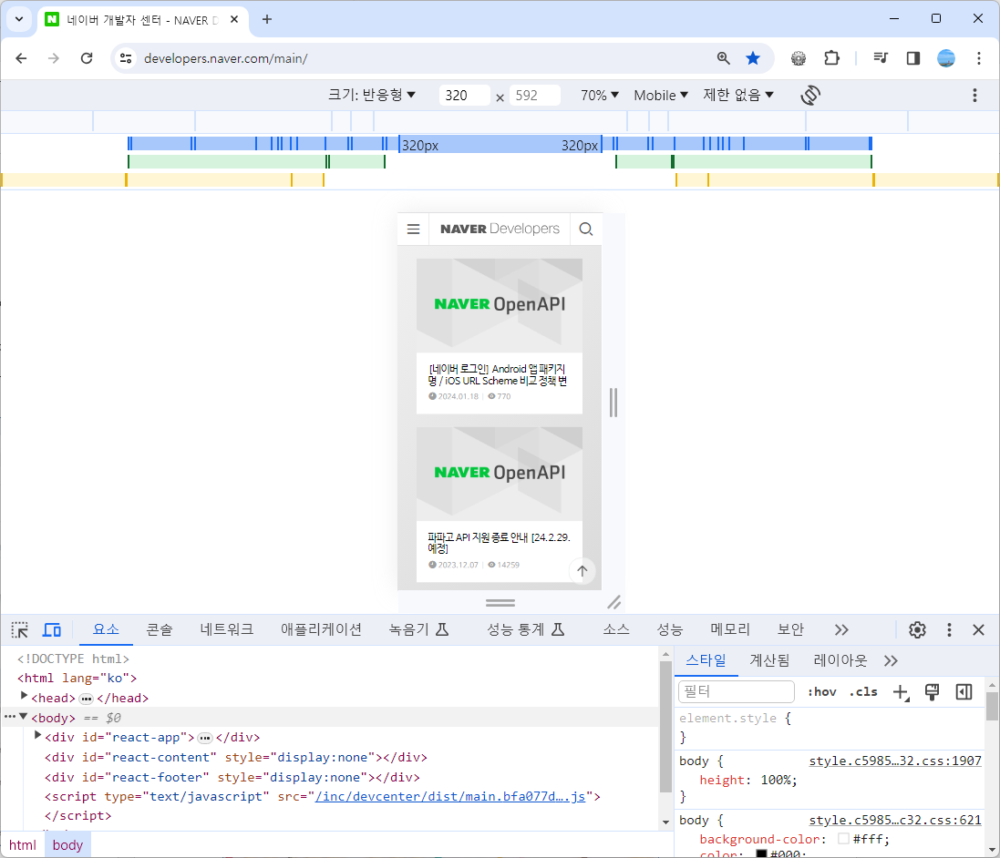 네이버 개발자 센터 - NAVER D
developers.naver.com/main/
크기: 반응형 ▼ 320 × 592 70% ▼ Mobile ▼ 제한 없음 ▼
320px 320px
NAVER Developers
NAVER OpenAPI
[네이버 로그인] Android 앱 패키지
명 / iOS URL Scheme 비교 정책 변
2024.01.18 770
NAVER OpenAPI
파파고 API 지원 종료 안내 [24.2.29.
예정]
2023.12.07 14259
요소 콘솔 네트워크 애플리케이션 녹음기 성능 통계 소스 성능 메모리 보안
<!DOCTYPE html>
<html lang="ko">
<head>…</head>
<body> == $0
<div id="react-app">…</div>
<div id="react-content" style="display:none"></div>
<div id="react-footer" style="display:none"></div>
<script type="text/javascript" src="/inc/devcenter/dist/main.bfa077d….js">
</script>
html body
스타일 계산됨 레이아웃
필터 :hov .cls
element.style {
}
body { style.c5985…32.css:1907
height: 100%;
}
body { style.c5985…c32.css:621
background-color: #fff;
color: #000;